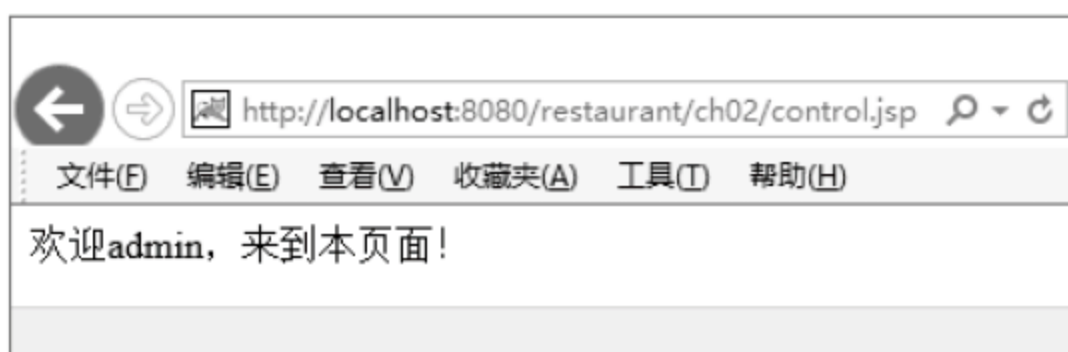 http://localhost:8080/restaurant/ch02/control.jsp
文件(F) 编辑(E) 查看(V) 收藏夹(A) 工具(T) 帮助(H)
欢迎admin，来到本页面！